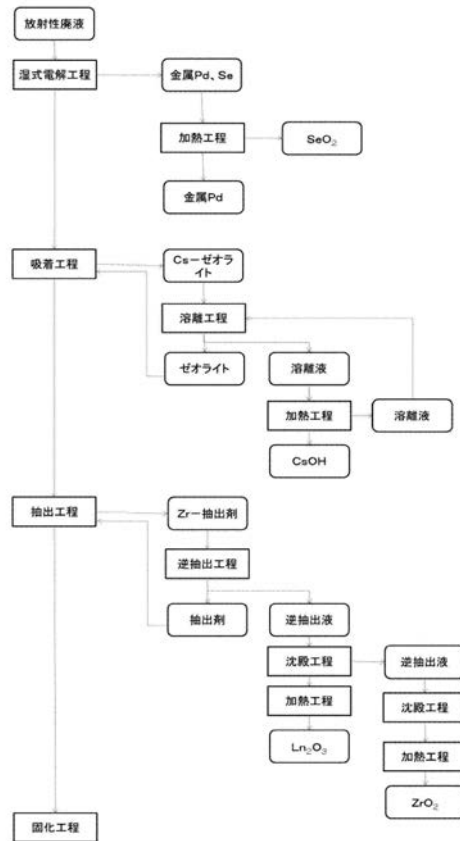 放射性廃液
湿式電解工程
金属Pd、Se
加熱工程
SeO₂
金属Pd
吸着工程
Cs－ゼオラ
イト
溶離工程
ゼオライト
溶離液
加熱工程
溶離液
CsOH
抽出工程
Zr－抽出剤
逆抽出工程
抽出剤
逆抽出液
沈殿工程
逆抽出液
加熱工程
沈殿工程
Ln₂O₃
加熱工程
ZrO₂
固化工程